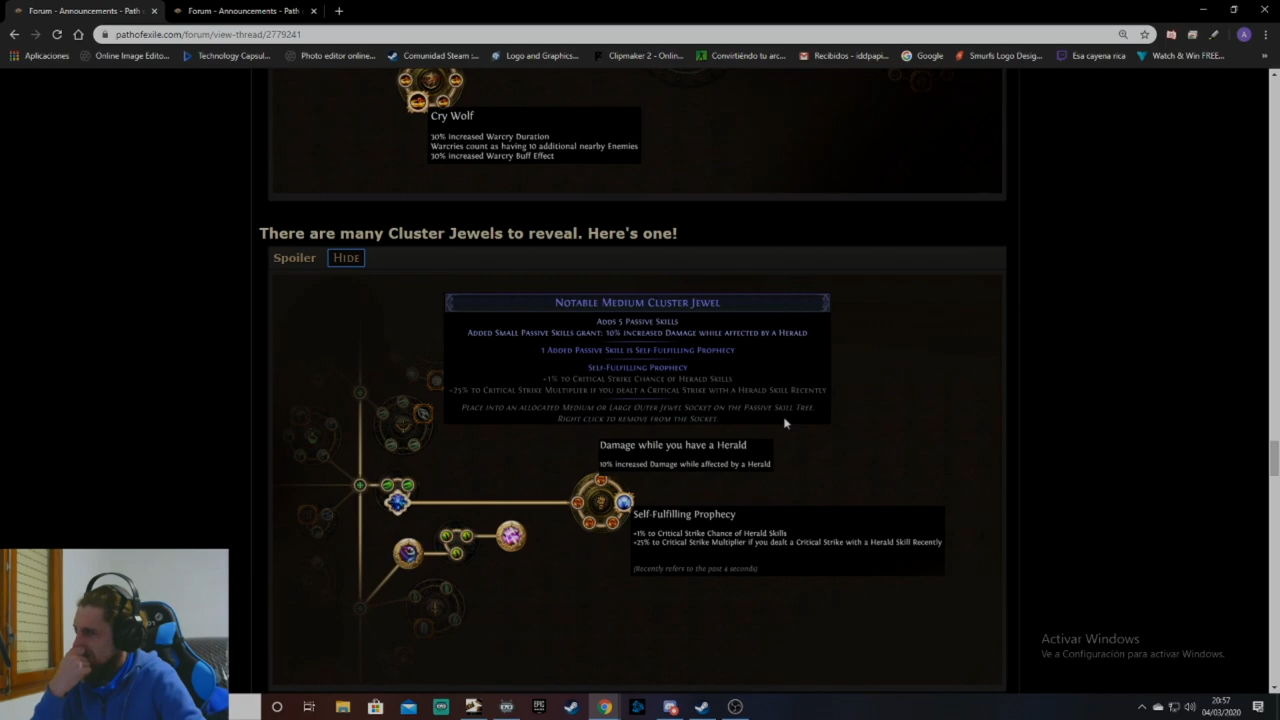 Forum - Announcements - Path
Forum - Announcements - Path
pathofexile.com/forum/view-thread/2779241
Aplicaciones
Online Image Edito...
Technology Capsul...
Photo editor online...
Comunidad Steam :...
Logo and Graphics...
Clipmaker 2 - Onlin...
Convirtiéndo tu arc...
Recibidos - iddpapi...
Google
Smurfs Logo Desig...
Esa cayena rica
Watch & Win FREE...
Cry Wolf
30% increased Warcry Duration
Warcries count as having 10 additional nearby Enemies
30% increased Warcry Buff Effect
There are many Cluster Jewels to reveal. Here's one!
Spoiler
HIDE
NOTABLE MEDIUM CLUSTER JEWEL
ADDS 5 PASSIVE SKILLS
ADDED SMALL PASSIVE SKILLS GRANT: 10% INCREASED DAMAGE WHILE AFFECTED BY A HERALD
1 ADDED PASSIVE SKILL IS SELF-FULFILLING PROPHECY
SELF-FULFILLING PROPHECY
+1% TO CRITICAL STRIKE CHANCE OF HERALD SKILLS
+25% TO CRITICAL STRIKE MULTIPLIER IF YOU DEALT A CRITICAL STRIKE WITH A HERALD SKILL RECENTLY
PLACE INTO AN ALLOCATED MEDIUM OR LARGE OUTER JEWEL SOCKET ON THE PASSIVE SKILL TREE.
RIGHT CLICK TO REMOVE FROM THE SOCKET.
Damage while you have a Herald
10% increased Damage while affected by a Herald
Self-Fulfilling Prophecy
+1% to Critical Strike Chance of Herald Skills
+25% to Critical Strike Multiplier if you dealt a Critical Strike with a Herald Skill Recently
(Recently refers to the past 4 seconds)
Activar Windows
Ve a Configuración para activar Windows.
20:57
04/03/2020